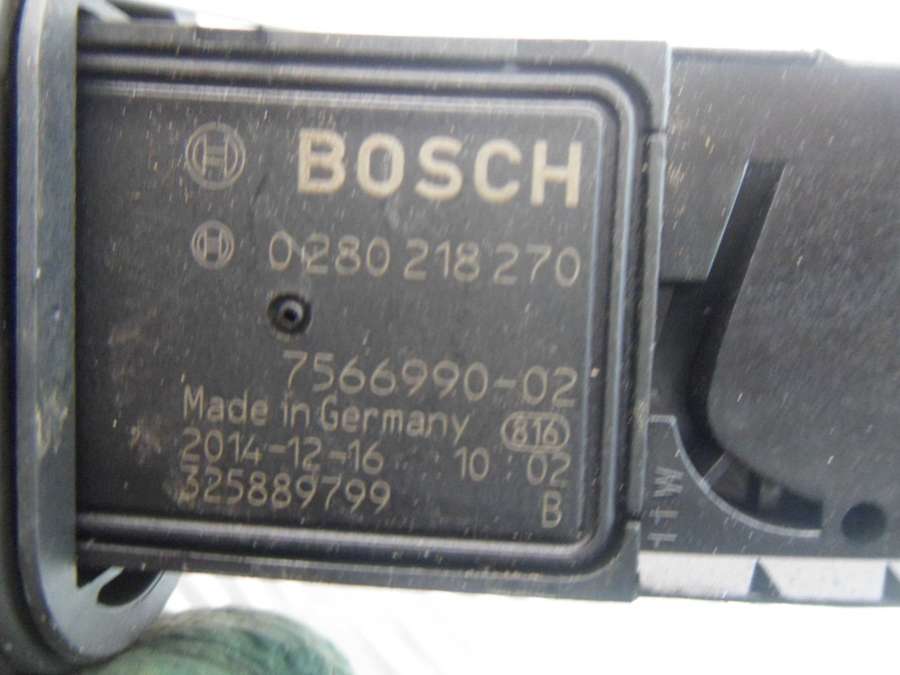 BOSCH
0 280 218 270
7566990-02
Made in Germany 816
2014-12-16 10 02
325889799 B